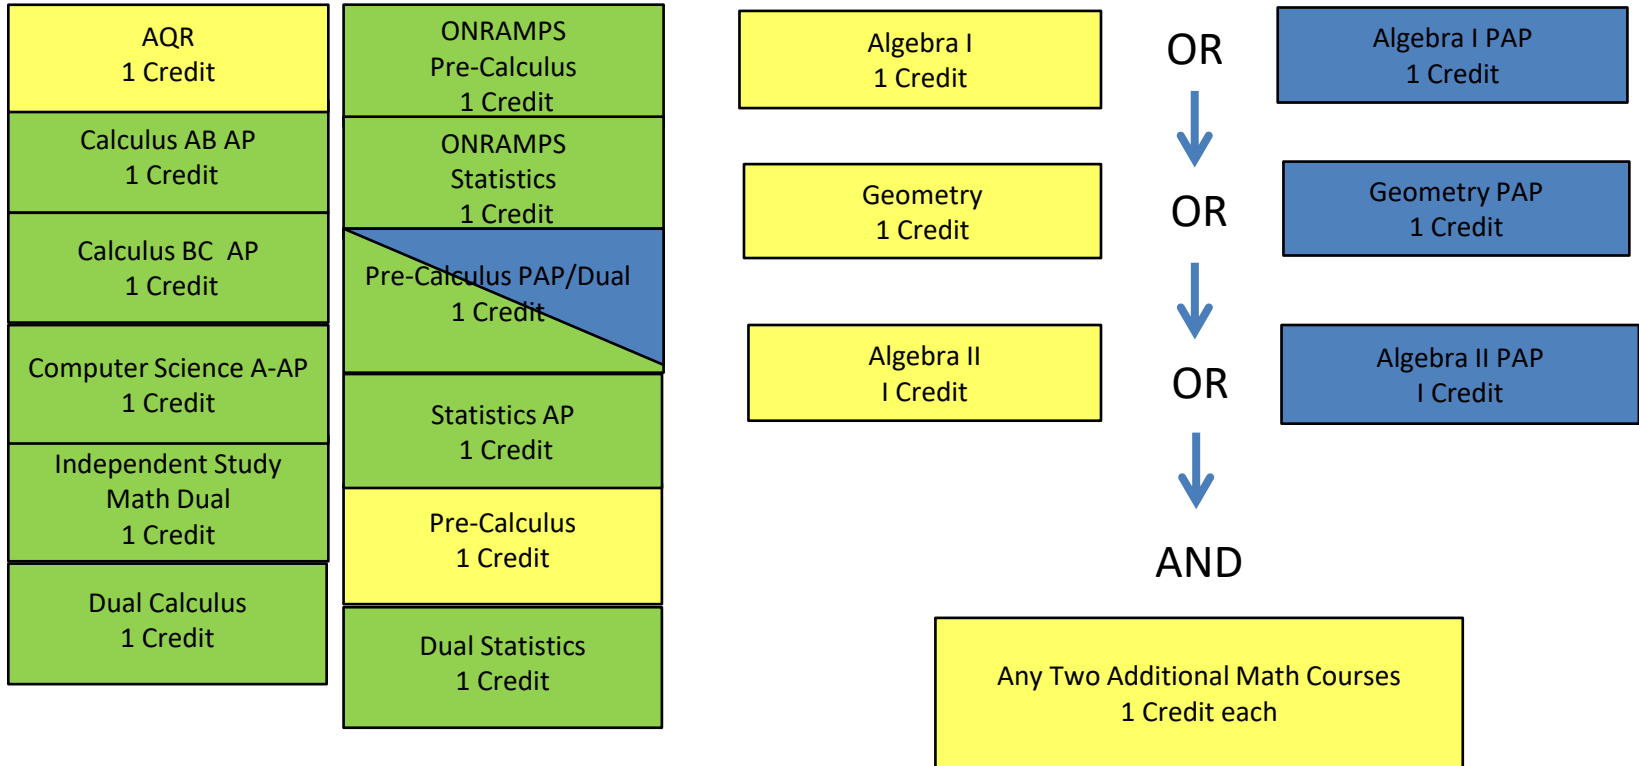 AQR
1 Credit
Calculus AB AP
1 Credit
Calculus BC  AP
1 Credit
Computer Science A-AP
1 Credit
Independent Study
Math Dual
1 Credit
Dual Calculus
1 Credit
ONRAMPS
Pre-Calculus
1 Credit
ONRAMPS
Statistics
1 Credit
Pre-Calculus PAP/Dual
1 Credit
Statistics AP
1 Credit
Pre-Calculus
1 Credit
Dual Statistics
1 Credit
Algebra I
1 Credit
OR
Algebra I PAP
1 Credit
Geometry
1 Credit
OR
Geometry PAP
1 Credit
Algebra II
I Credit
OR
Algebra II PAP
I Credit
AND
Any Two Additional Math Courses
1 Credit each